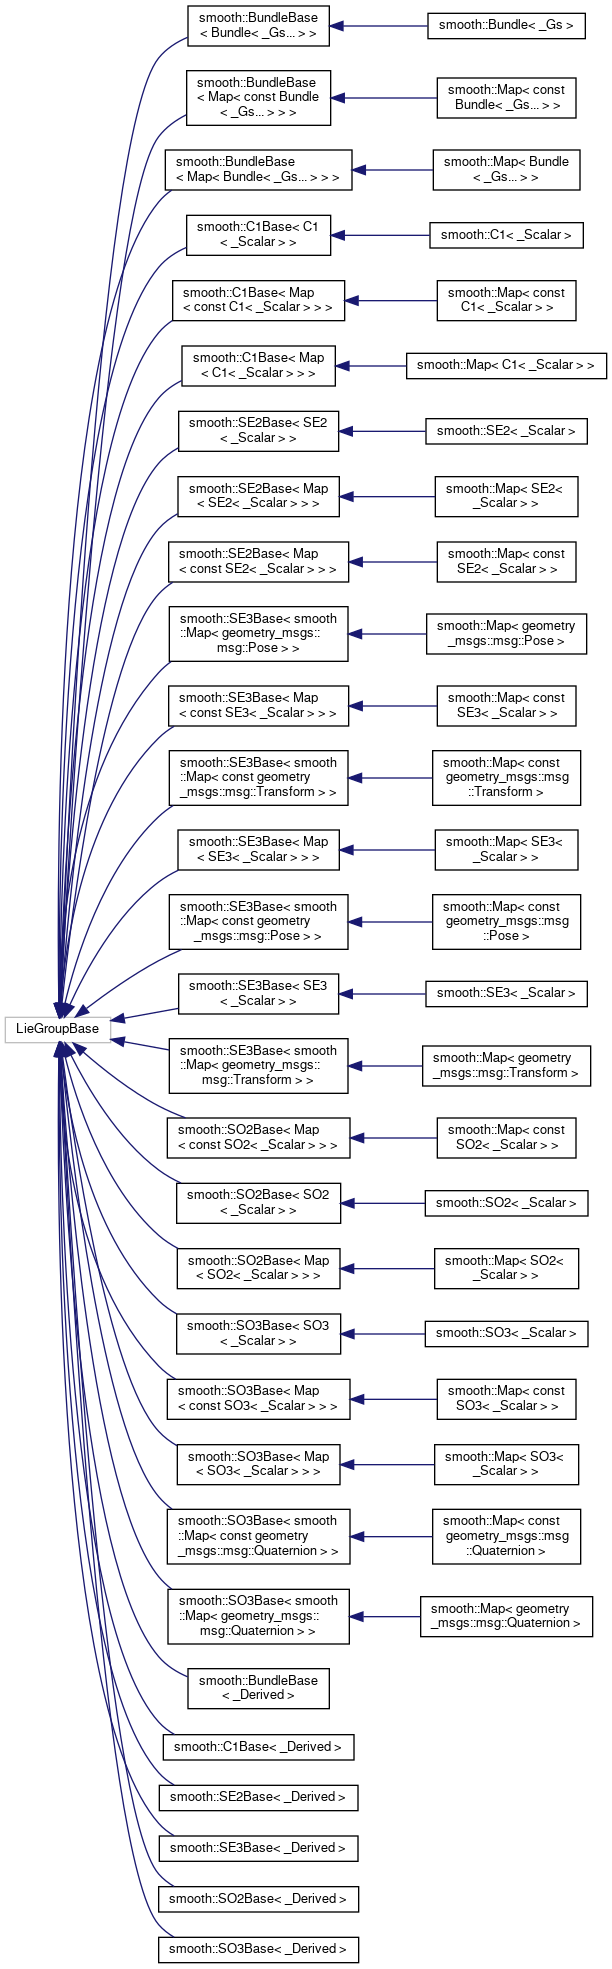 smooth::BundleBase
< Bundle< _Gs... > >
smooth::Bundle< _Gs >
smooth::BundleBase
< Map< const Bundle
< _Gs... > > >
smooth::Map< const
Bundle< _Gs... > >
smooth::BundleBase
< Map< Bundle< _Gs... > > >
smooth::Map< Bundle
< _Gs... > >
smooth::C1Base< C1
< _Scalar > >
smooth::C1< _Scalar >
smooth::C1Base< Map
< const C1< _Scalar > > >
smooth::Map< const
C1< _Scalar > >
smooth::C1Base< Map
< C1< _Scalar > > >
smooth::Map< C1< _Scalar > >
smooth::SE2Base< SE2
< _Scalar > >
smooth::SE2< _Scalar >
smooth::SE2Base< Map
< SE2< _Scalar > > >
smooth::Map< SE2<
_Scalar > >
smooth::SE2Base< Map
< const SE2< _Scalar > > >
smooth::Map< const
SE2< _Scalar > >
smooth::SE3Base< smooth
::Map< geometry_msgs::
msg::Pose > >
smooth::Map< geometry
_msgs::msg::Pose >
smooth::SE3Base< Map
< const SE3< _Scalar > > >
smooth::Map< const
SE3< _Scalar > >
smooth::SE3Base< smooth
::Map< const geometry
_msgs::msg::Transform > >
smooth::Map< const
geometry_msgs::msg
::Transform >
smooth::SE3Base< Map
< SE3< _Scalar > > >
smooth::Map< SE3<
_Scalar > >
smooth::SE3Base< smooth
::Map< const geometry
_msgs::msg::Pose > >
smooth::Map< const
geometry_msgs::msg
::Pose >
smooth::SE3Base< SE3
< _Scalar > >
smooth::SE3< _Scalar >
LieGroupBase
smooth::SE3Base< smooth
::Map< geometry_msgs::
msg::Transform > >
smooth::Map< geometry
_msgs::msg::Transform >
smooth::SO2Base< Map
< const SO2< _Scalar > > >
smooth::Map< const
SO2< _Scalar > >
smooth::SO2Base< SO2
< _Scalar > >
smooth::SO2< _Scalar >
smooth::SO2Base< Map
< SO2< _Scalar > > >
smooth::Map< SO2<
_Scalar > >
smooth::SO3Base< SO3
< _Scalar > >
smooth::SO3< _Scalar >
smooth::SO3Base< Map
< const SO3< _Scalar > > >
smooth::Map< const
SO3< _Scalar > >
smooth::SO3Base< Map
< SO3< _Scalar > > >
smooth::Map< SO3<
_Scalar > >
smooth::SO3Base< smooth
::Map< const geometry
_msgs::msg::Quaternion > >
smooth::Map< const
geometry_msgs::msg
::Quaternion >
smooth::SO3Base< smooth
::Map< geometry_msgs::
msg::Quaternion > >
smooth::Map< geometry
_msgs::msg::Quaternion >
smooth::BundleBase
< _Derived >
smooth::C1Base< _Derived >
smooth::SE2Base< _Derived >
smooth::SE3Base< _Derived >
smooth::SO2Base< _Derived >
smooth::SO3Base< _Derived >